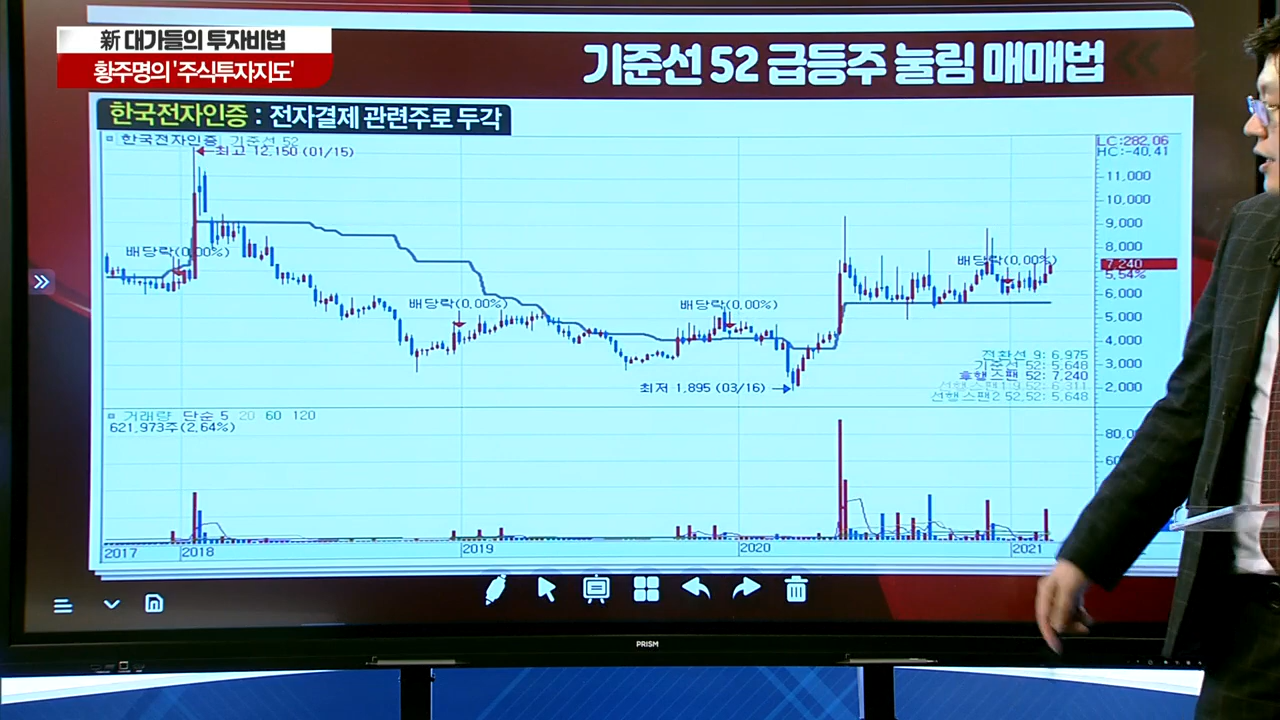 新 대가들의 투자비법
황주명의 '주식투자지도'
기준선 52 급등주 눌림 매매법
한국전자인증 : 전자결제 관련주로 두각
한국전자인증 기준선 52
최고 12,150 (01/15)
LC:282.06
HC:-40.41
11,000
10,000
9,000
8,000
7,240
5.54%
6,000
5,000
4,000
3,000
2,000
배당락(0.00%)
배당락(0.00%)
배당락(0.00%)
배당락(0.00%)
최저 1,895 (03/16)
전환선 9: 6,975
기준선 52: 5,648
후행스팬 52: 7,240
선행스팬1 9,52: 6,311
선행스팬2 52,52: 5,648
거래량 단순 5 20 60 120
621,973주(2.64%)
80,0
60
2017 2018 2019 2020 2021
PRISM